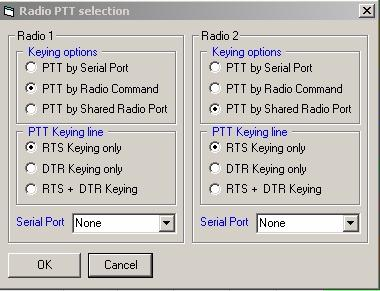 Radio PTT selection
Radio 1
Keying options
PTT by Serial Port
PTT by Radio Command
PTT by Shared Radio Port
PTT Keying line
RTS Keying only
DTR Keying only
RTS + DTR Keying
Serial Port None
Radio 2
Keying options
PTT by Serial Port
PTT by Radio Command
PTT by Shared Radio Port
PTT Keying line
RTS Keying only
DTR Keying only
RTS + DTR Keying
Serial Port None
OK Cancel